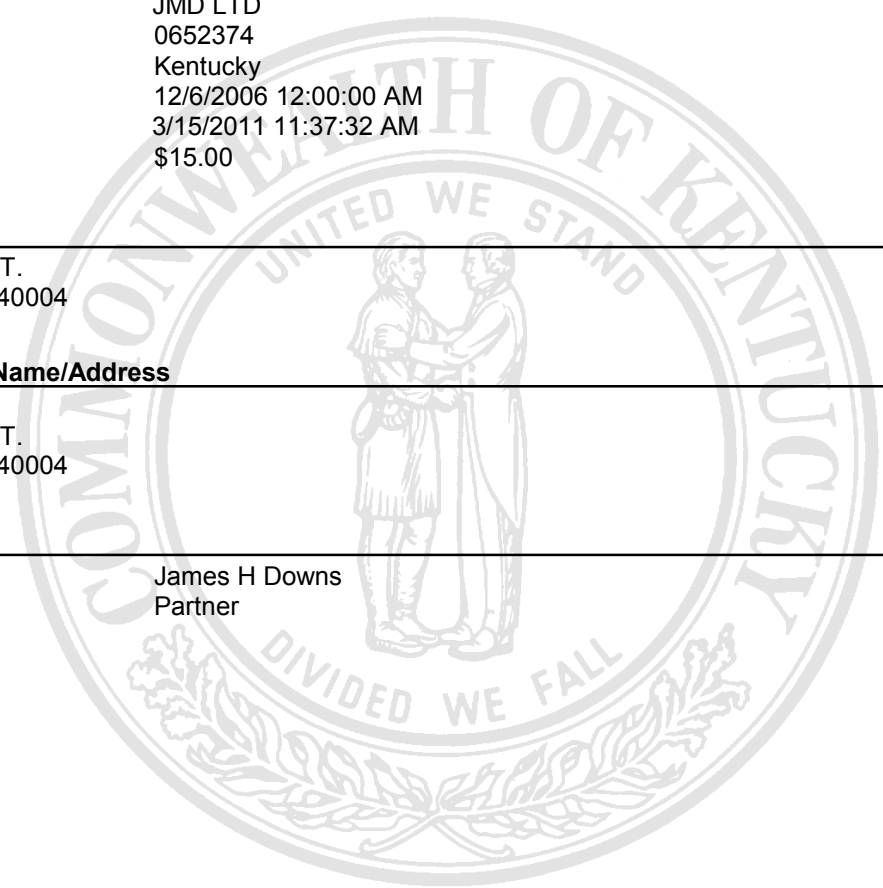 JMD LTD
0652374
Kentucky
12/6/2006 12:00:00 AM
3/15/2011 11:37:32 AM
$15.00
T.
40004
Name/Address
T.
40004
James H Downs
Partner
COMMONWEALTH OF KENTUCKY
UNITED WE STAND
DIVIDED WE FALL